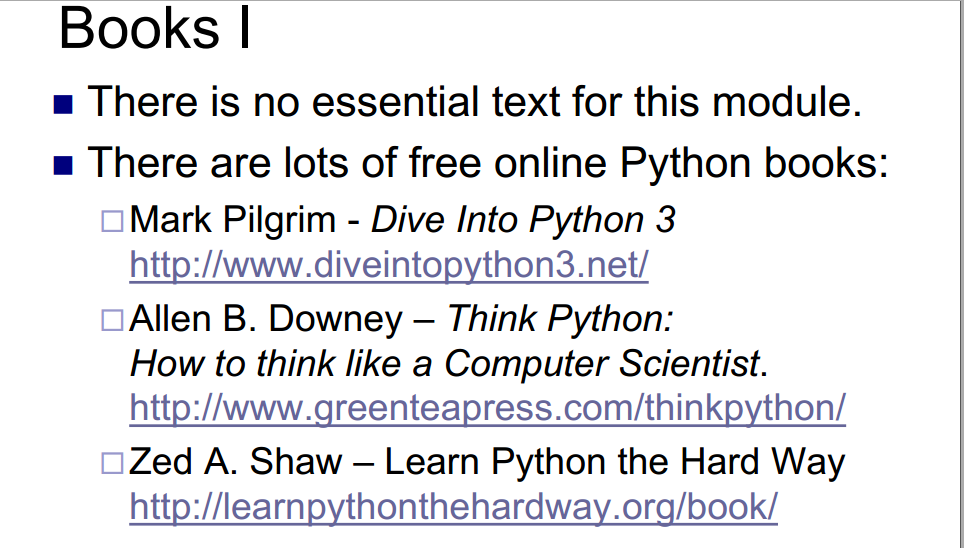 Books I
There is no essential text for this module.
There are lots of free online Python books:
Mark Pilgrim - Dive Into Python 3
http://www.diveintopython3.net/
Allen B. Downey – Think Python:
How to think like a Computer Scientist.
http://www.greenteapress.com/thinkpython/
Zed A. Shaw – Learn Python the Hard Way
http://learnpythonthehardway.org/book/